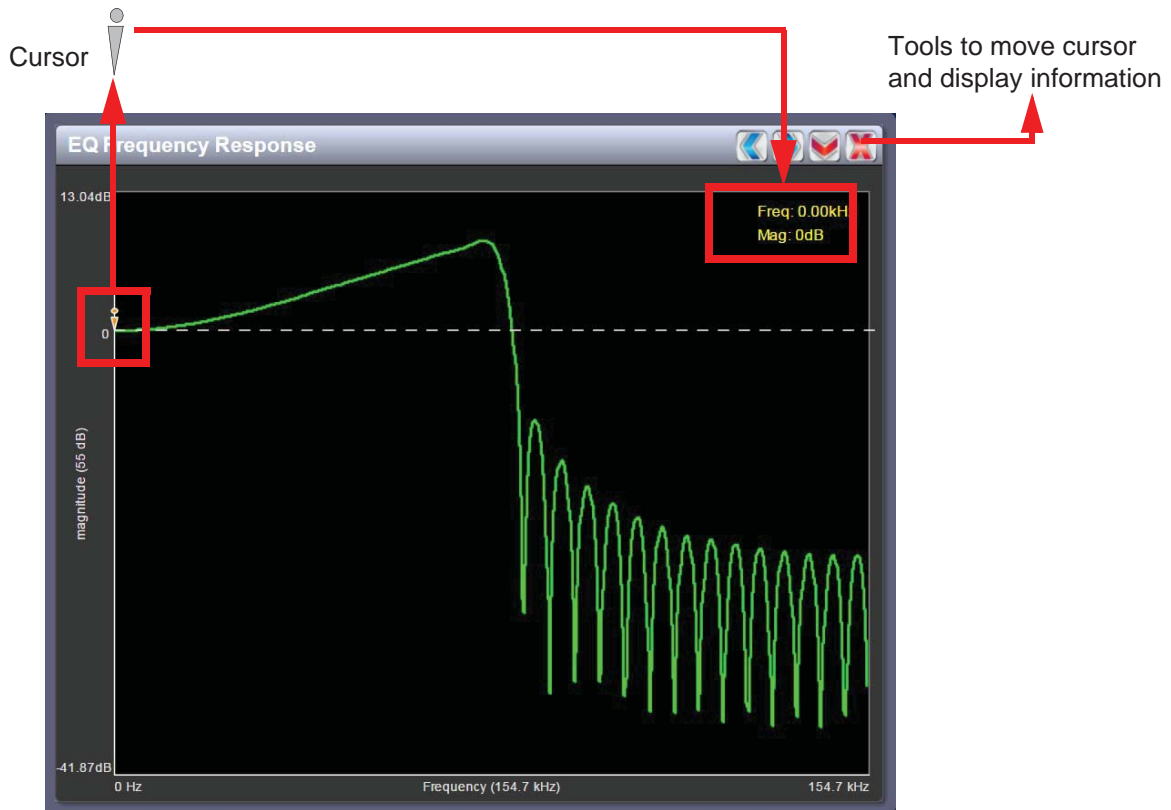 Cursor
Tools to move cursor
and display information
EQ Frequency Response
13.04dB
Freq: 0.00kHz
Mag: 0dB
0
magnitude (55 dB)
-41.87dB
0 Hz
Frequency (154.7 kHz)
154.7 kHz